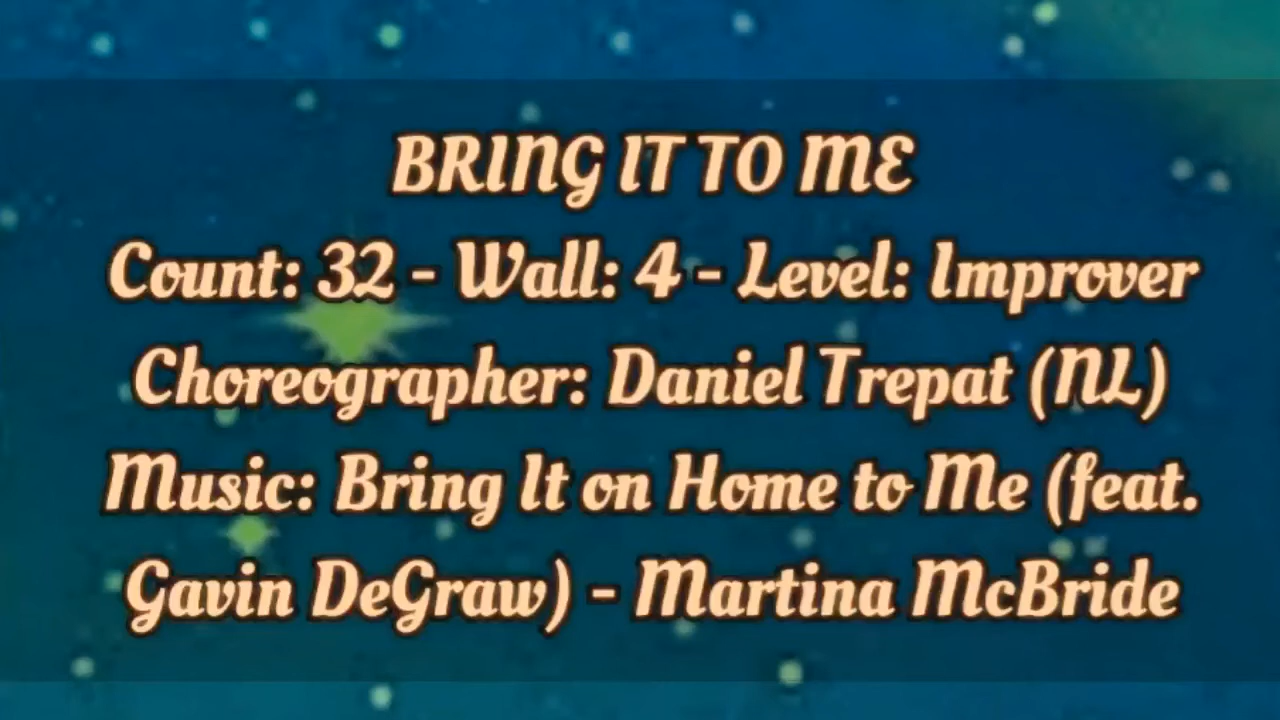 BRING IT TO ME
Count: 32 - Wall: 4 - Level: Improver
Choreographer: Daniel Trepat (NL)
Music: Bring It on Home to Me (feat.
Gavin DeGraw) - Martina McBride